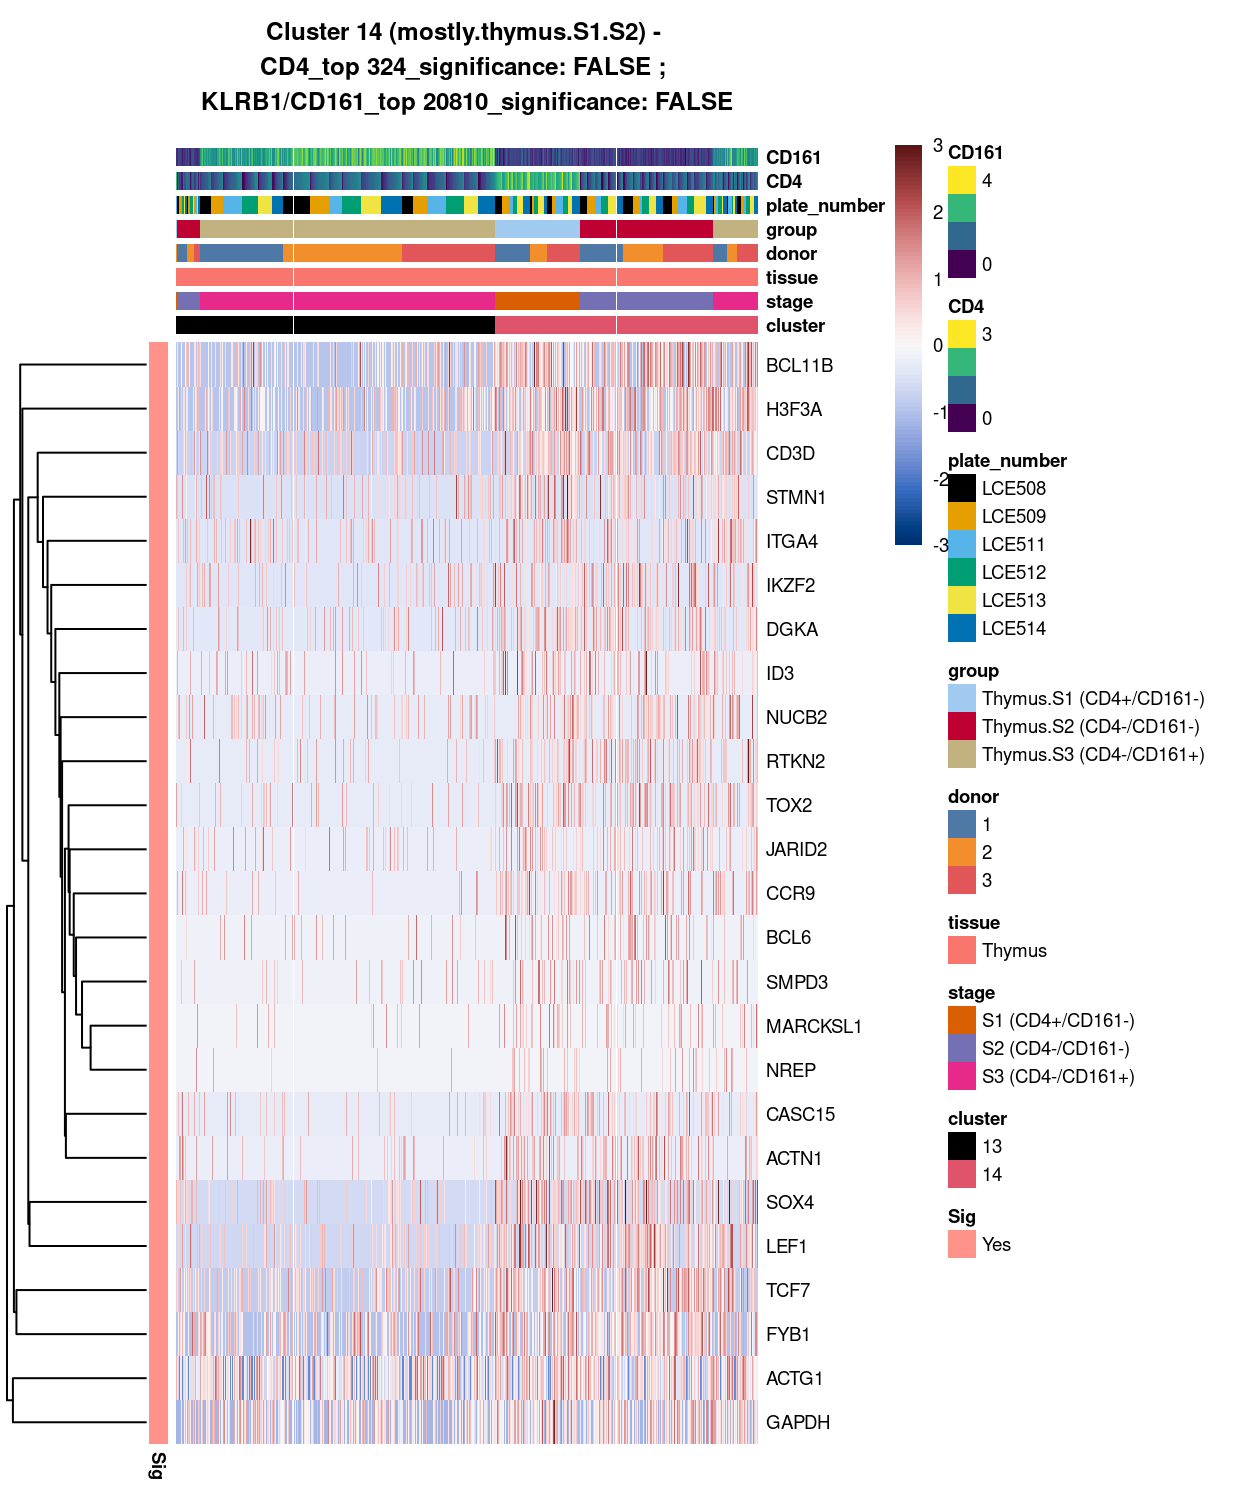 Cluster 14 (mostly.thymus.S1.S2) -
CD4_top 324_significance: FALSE ;
KLRB1/CD161_top 20810_significance: FALSE
CD161
CD4
plate_number
group
donor
tissue
stage
cluster
BCL11B
H3F3A
CD3D
STMN1
ITGA4
IKZF2
DGKA
ID3
NUCB2
RTKN2
TOX2
JARID2
CCR9
BCL6
SMPD3
MARCKSL1
NREP
CASC15
ACTN1
SOX4
LEF1
TCF7
FYB1
ACTG1
GAPDH
Sig
3
2
1
0
-1
-2
-3
CD161
4
0
CD4
3
0
plate_number
LCE508
LCE509
LCE511
LCE512
LCE513
LCE514
group
Thymus.S1 (CD4+/CD161-)
Thymus.S2 (CD4-/CD161-)
Thymus.S3 (CD4-/CD161+)
donor
1
2
3
tissue
Thymus
stage
S1 (CD4+/CD161-)
S2 (CD4-/CD161-)
S3 (CD4-/CD161+)
cluster
13
14
Sig
Yes